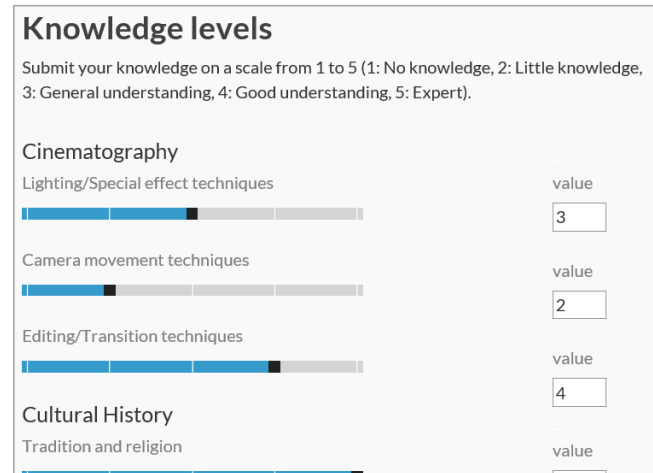 Knowledge levels
Submit your knowledge on a scale from 1 to 5 (1: No knowledge, 2: Little knowledge,
3: General understanding, 4: Good understanding, 5: Expert).
Cinematography
Lighting/Special effect techniques
value
3
Camera movement techniques
value
2
Editing/Transition techniques
value
4
Cultural History
Tradition and religion
value